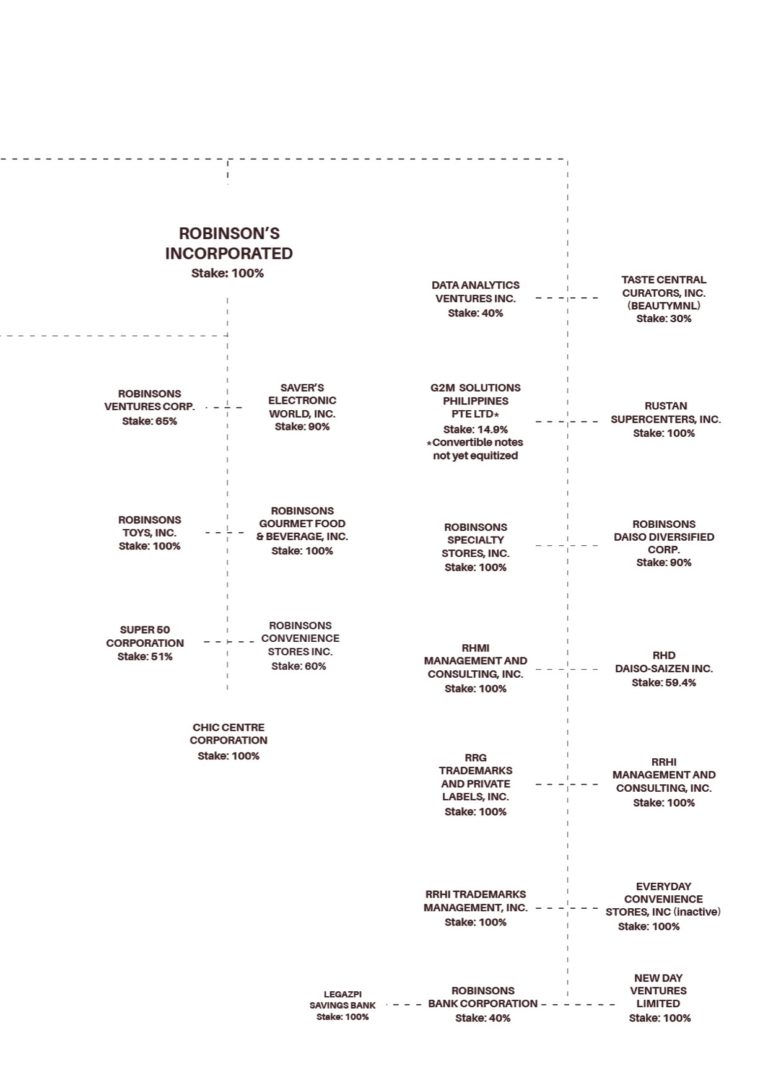 ROBINSON'S
INCORPORATED
Stake: 100%
ROBINSONS
VENTURES CORP.
Stake: 65%
SAVER'S
ELECTRONIC
WORLD, INC.
Stake: 90%
ROBINSONS
TOYS, INC.
Stake: 100%
ROBINSONS
GOURMET FOOD
& BEVERAGE, INC.
Stake: 100%
SUPER 50
CORPORATION
Stake: 51%
ROBINSONS
CONVENIENCE
STORES INC.
Stake: 60%
CHIC CENTRE
CORPORATION
Stake: 100%
DATA ANALYTICS
VENTURES INC.
Stake: 40%
TASTE CENTRAL
CURATORS, INC.
(BEAUTYMNL)
Stake: 30%
G2M SOLUTIONS
PHILIPPINES
PTE LTD*
Stake: 14.9%
*Convertible notes
not yet equitized
RUSTAN
SUPERCENTERS, INC.
Stake: 100%
ROBINSONS
SPECIALTY
STORES, INC.
Stake: 100%
ROBINSONS
DAISO DIVERSIFIED
CORP.
Stake: 90%
RHMI
MANAGEMENT AND
CONSULTING, INC.
Stake: 100%
RHD
DAISO-SAIZEN INC.
Stake: 59.4%
RRG
TRADEMARKS
AND PRIVATE
LABELS, INC.
Stake: 100%
RRHI
MANAGEMENT AND
CONSULTING, INC.
Stake: 100%
RRHI TRADEMARKS
MANAGEMENT, INC.
Stake: 100%
EVERYDAY
CONVENIENCE
STORES, INC (inactive)
Stake: 100%
LEGAZPI
SAVINGS BANK
Stake: 100%
ROBINSONS
BANK CORPORATION
Stake: 40%
NEW DAY
VENTURES
LIMITED
Stake: 100%